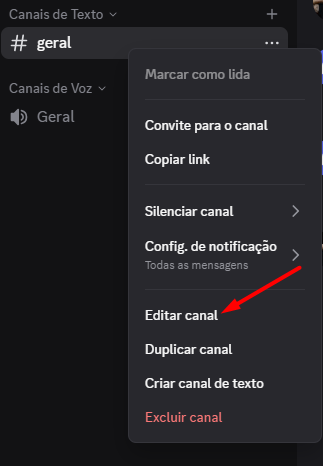 Canais de Texto
geral
Marcar como lida
Convite para o canal
Copiar link
Silenciar canal
Config. de notificação
Todas as mensagens
Editar canal
Duplicar canal
Criar canal de texto
Excluir canal
Canais de Voz
Geral